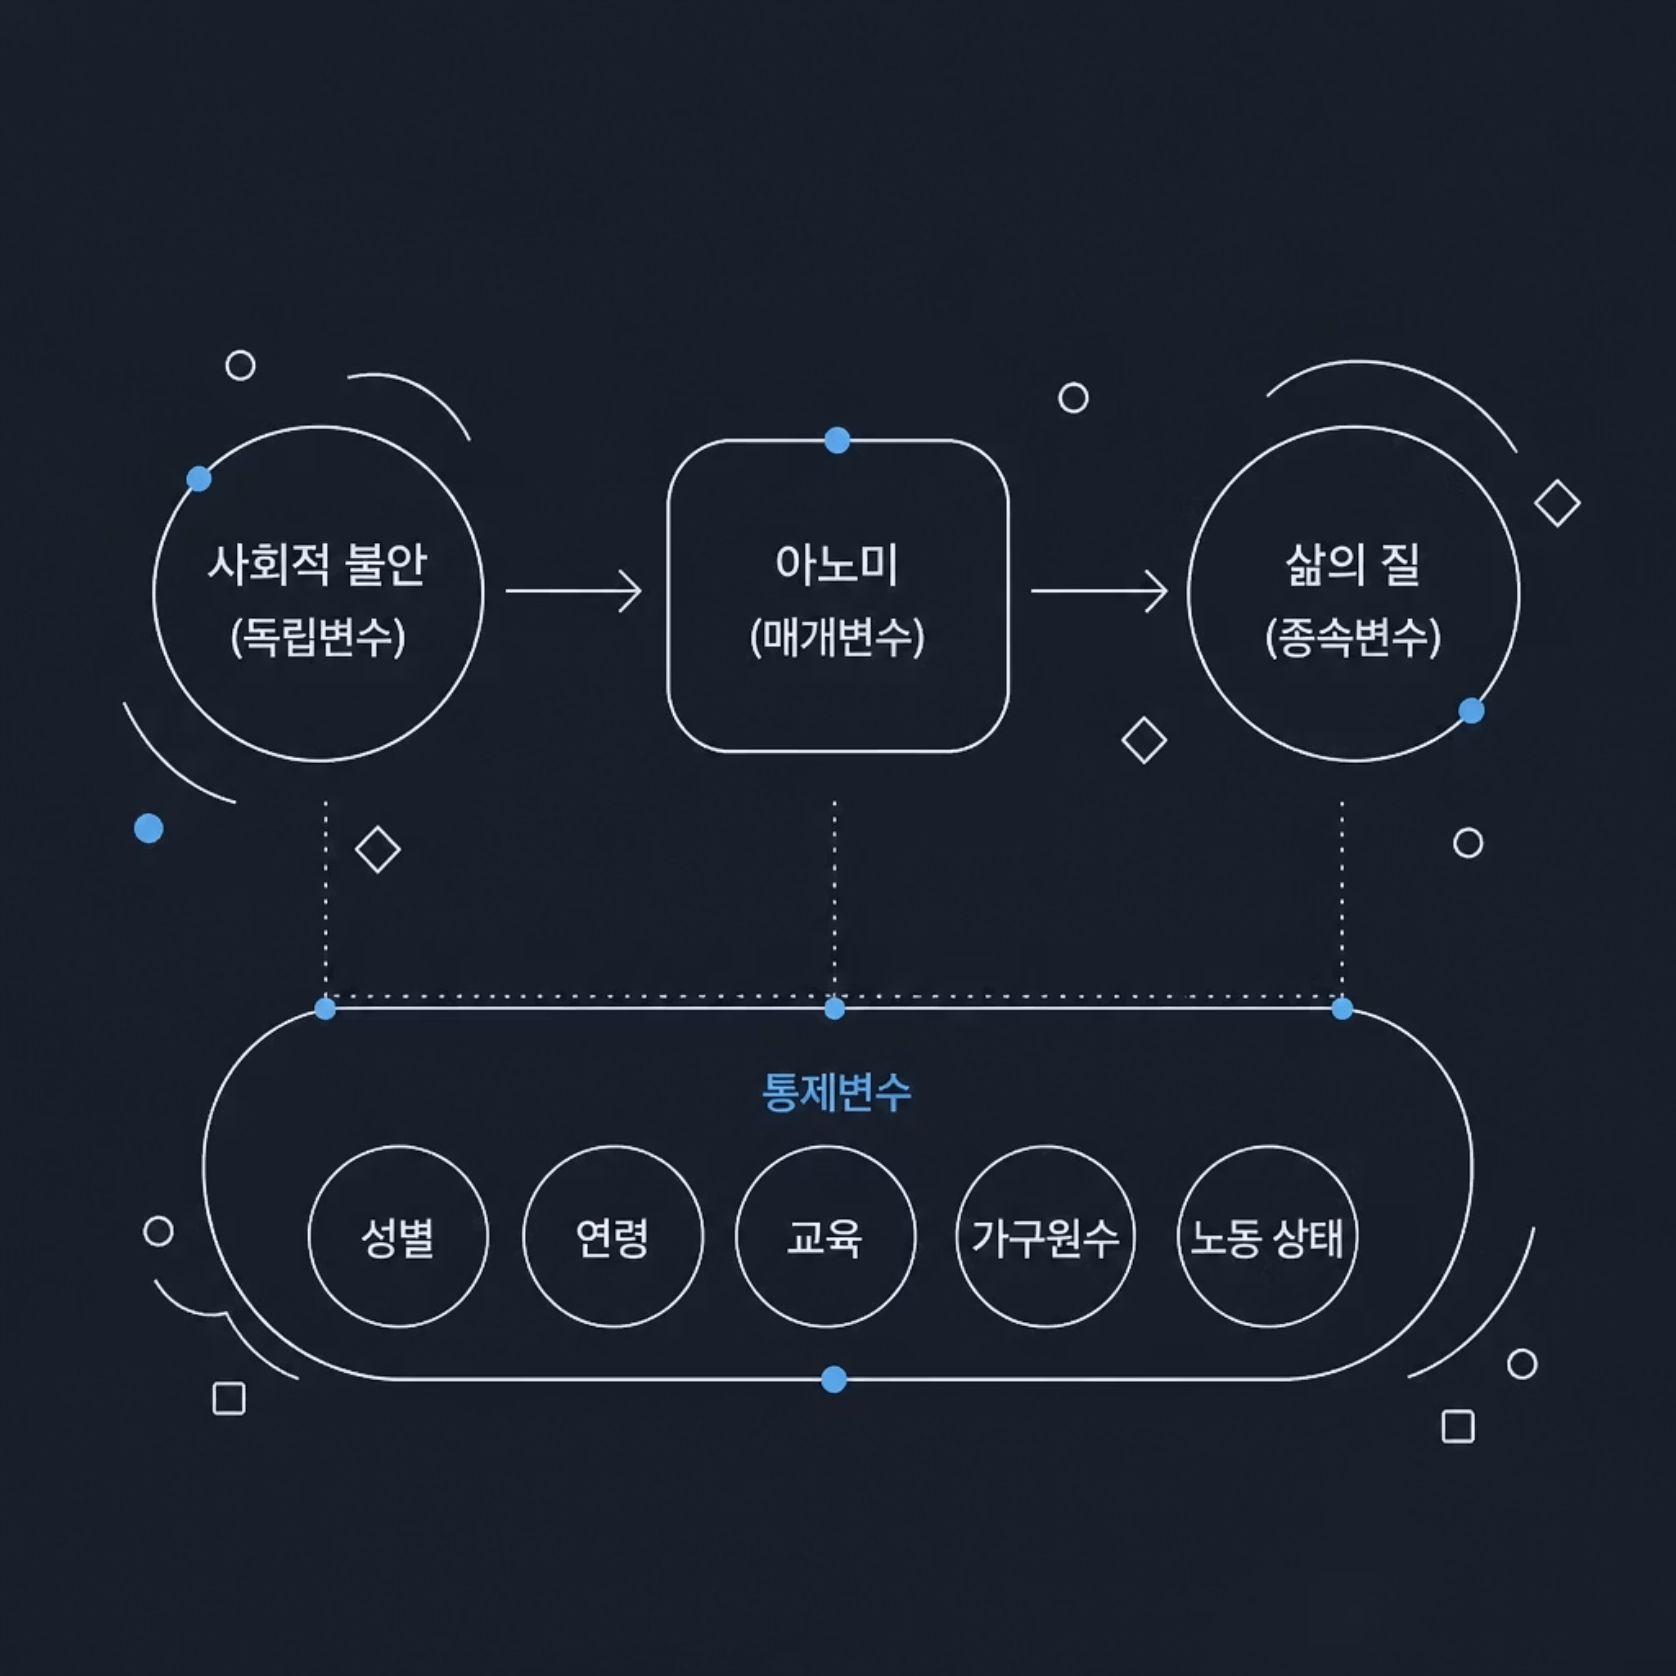 사회적 불안
(독립변수)
아노미
(매개변수)
삶의 질
(종속변수)
통제변수
성별
연령
교육
가구원수
노동 상태